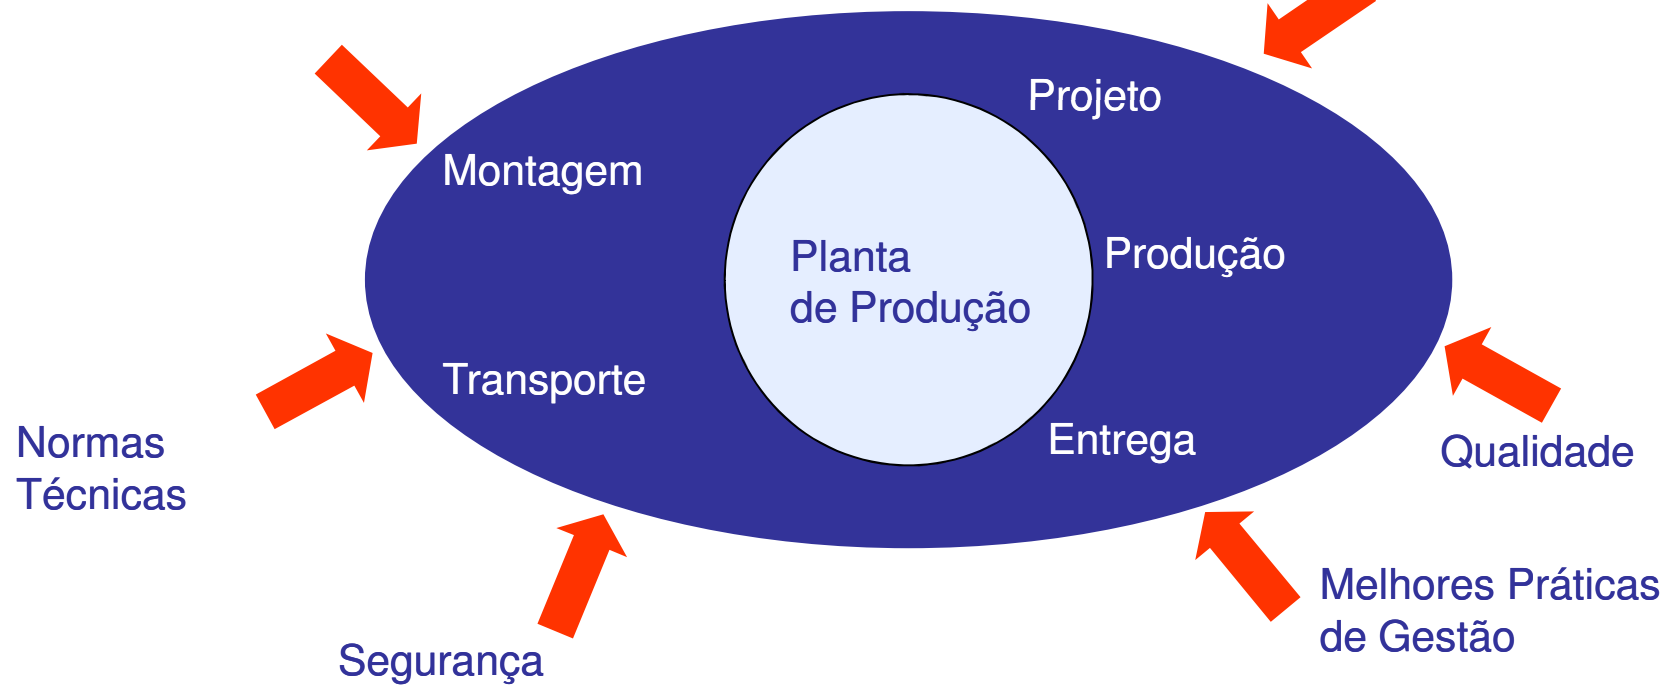 Projeto
Montagem
Planta
de Produção
Produção
Transporte
Entrega
Normas
Técnicas
Qualidade
Segurança
Melhores Práticas
de Gestão